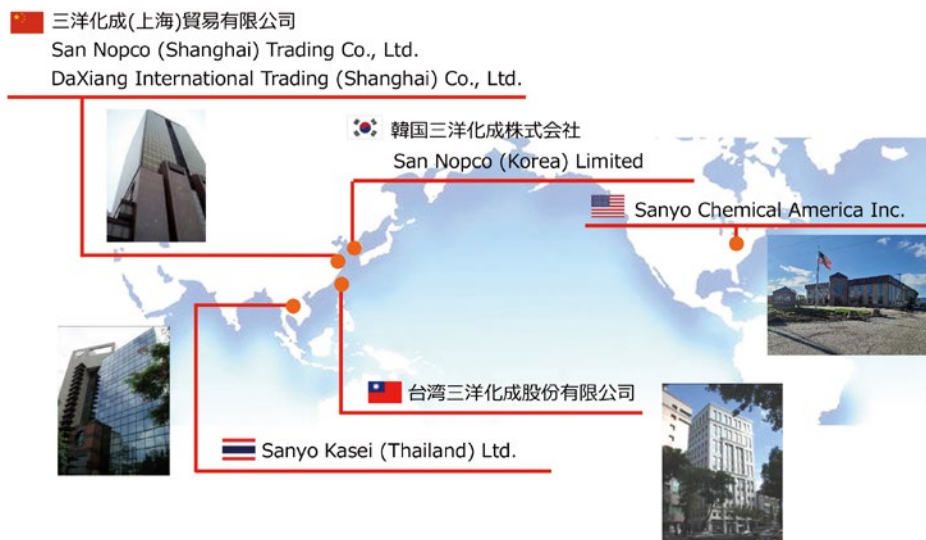 三洋化成(上海)貿易有限公司
San Nopco (Shanghai) Trading Co., Ltd.
DaXiang International Trading (Shanghai) Co., Ltd.
韓国三洋化成株式会社
San Nopco (Korea) Limited
Sanyo Chemical America Inc.
台湾三洋化成股份有限公司
Sanyo Kasei (Thailand) Ltd.